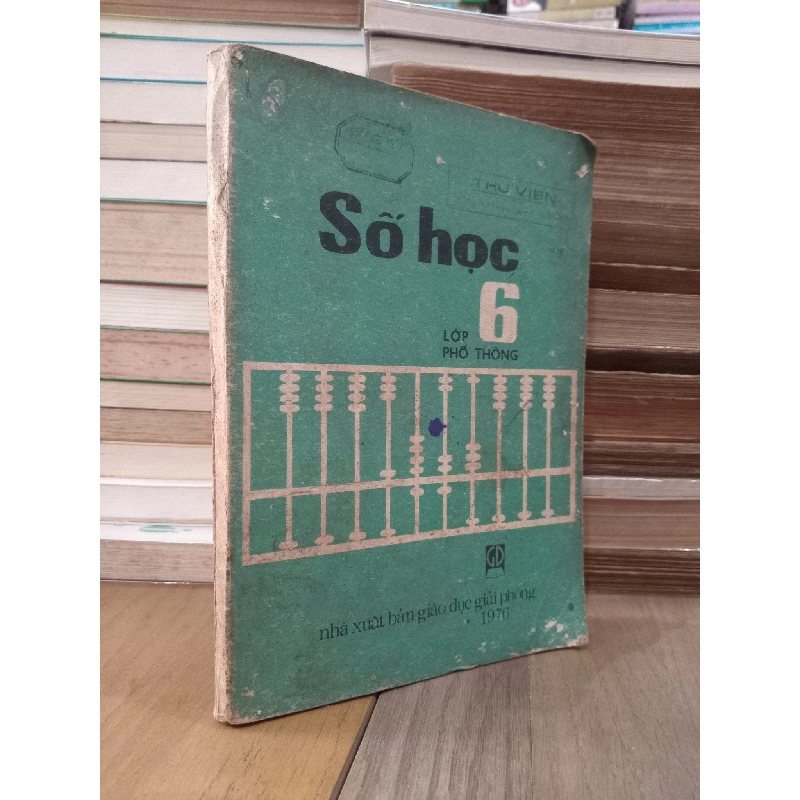 THƯ VIỆN
Số học
6
LỚP
PHỔ THÔNG
GD
nhà xuất bản giáo dục giải phóng
1976